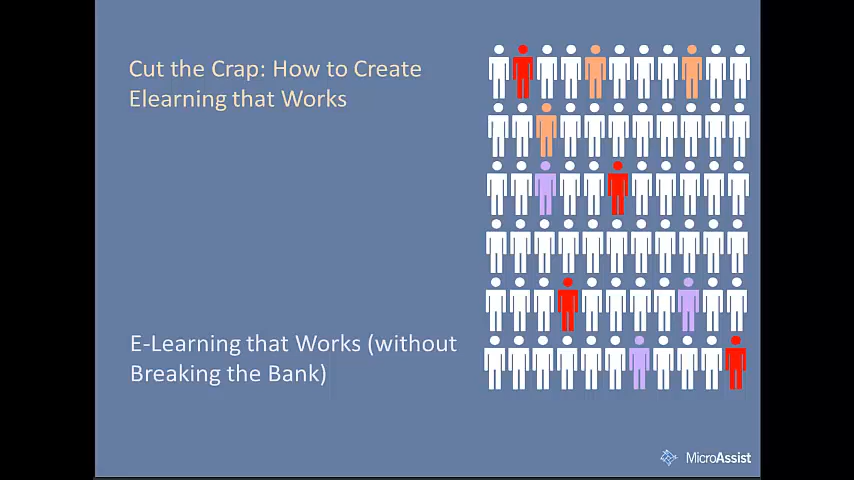 Cut the Crap: How to Create
Elearning that Works
E-Learning that Works (without
Breaking the Bank)
MicroAssist